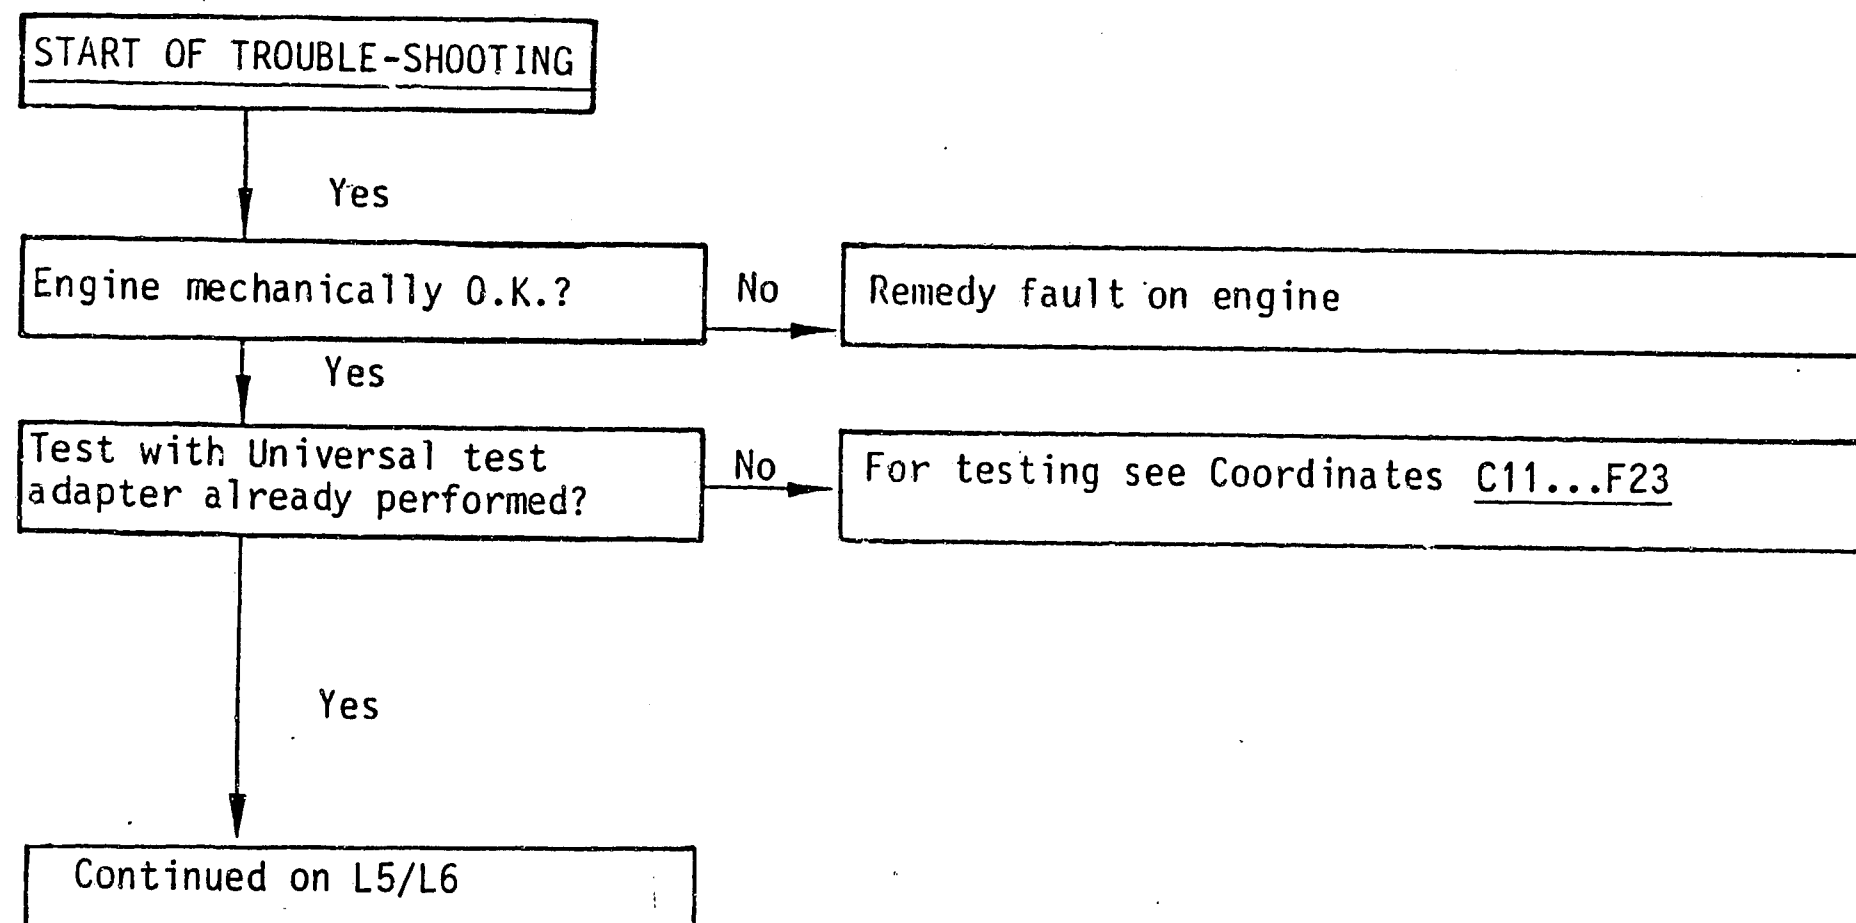 START OF TROUBLE-SHOOTING
Yes
Engine mechanically O.K.?
No
Remedy fault on engine
Yes
Test with Universal test
adapter already performed?
No
For testing see Coordinates C11...F23
Yes
Continued on L5/L6